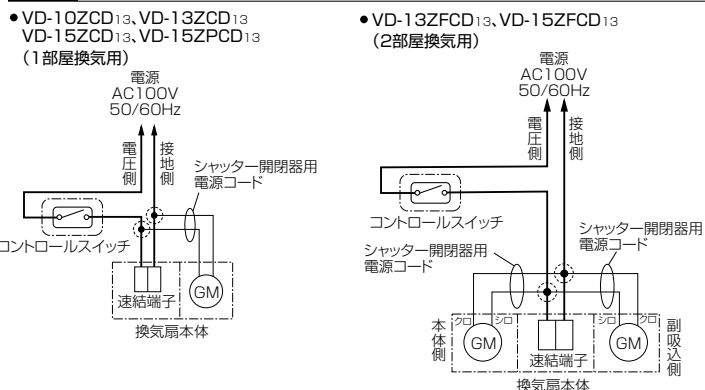 ● VD-10ZCD13、VD-13ZCD13
VD-15ZCD13、VD-15ZPCD13
(1部屋換気用)
電源
AC100V
50/60Hz
電圧側
接地側
シャッター開閉器用
電源コード
コントロールスイッチ
速結端子
GM
換気扇本体
● VD-13ZFCD13、VD-15ZFCD13
(2部屋換気用)
電源
AC100V
50/60Hz
電圧側
接地側
コントロールスイッチ
シャッター開閉器用
電源コード
シャッター開閉器用
電源コード
本体側
クロ
シロ
GM
速結端子
シロ
クロ
GM
副吸込側
換気扇本体